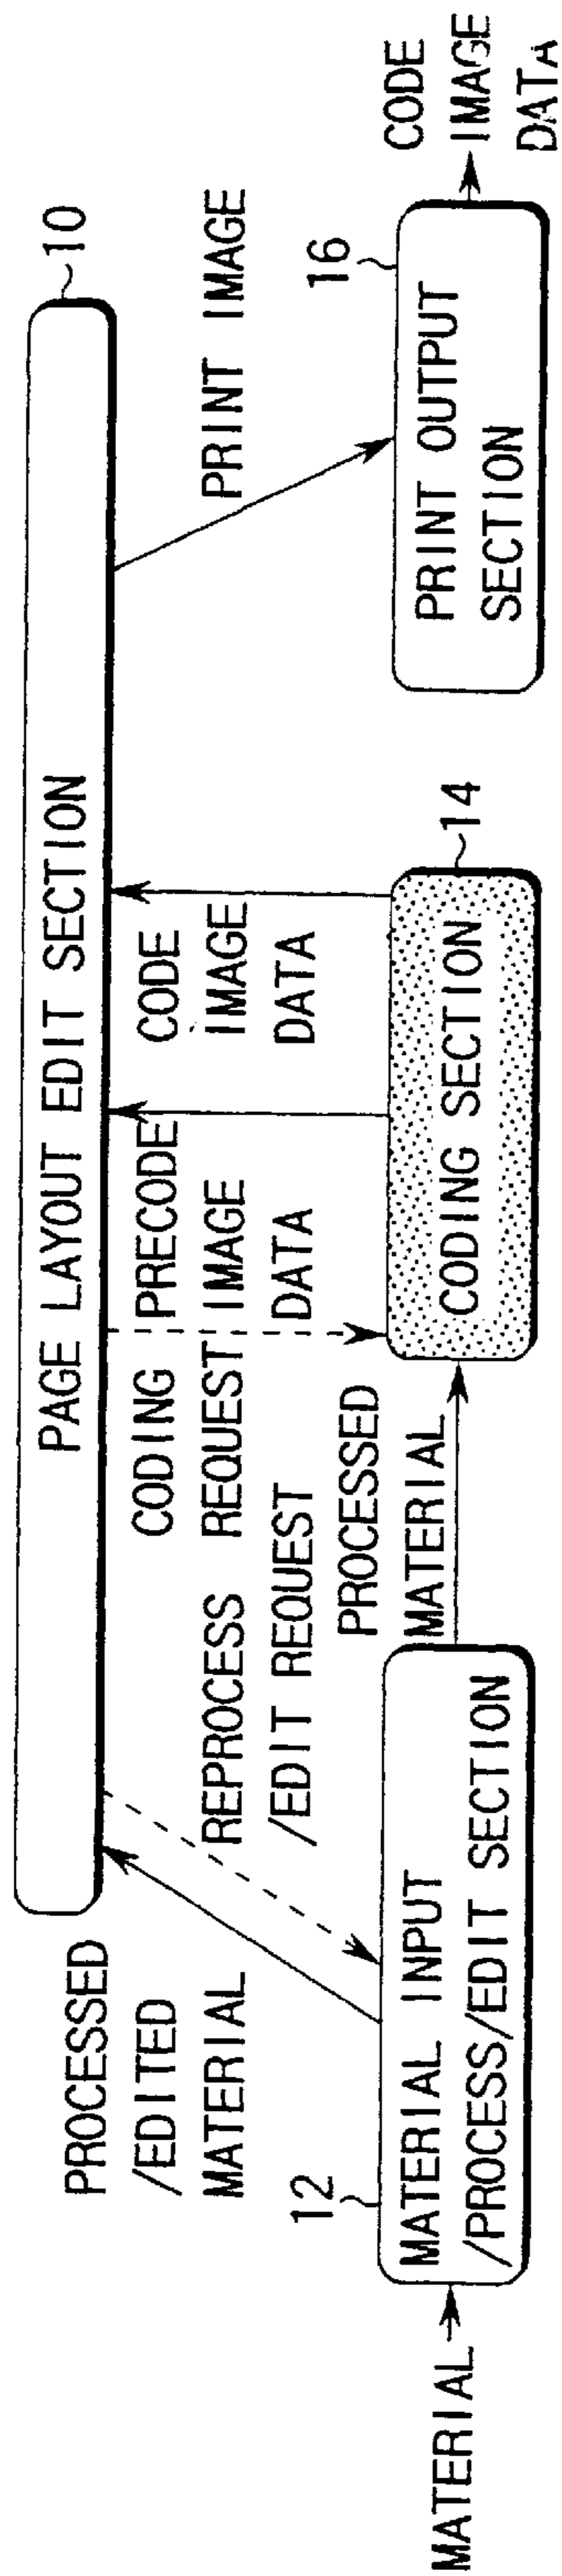 PAGE LAYOUT EDIT SECTION
10
PROCESSED
/EDITED
MATERIAL
REPROCESS
/EDIT REQUEST
CODING
REQUEST
PRECODE
IMAGE
DATA
CODE
IMAGE
DATA
PRINT IMAGE
MATERIAL
12
MATERIAL INPUT
/PROCESS/EDIT SECTION
PROCESSED
MATERIAL
14
CODING SECTION
16
PRINT OUTPUT
SECTION
CODE
IMAGE
DATA